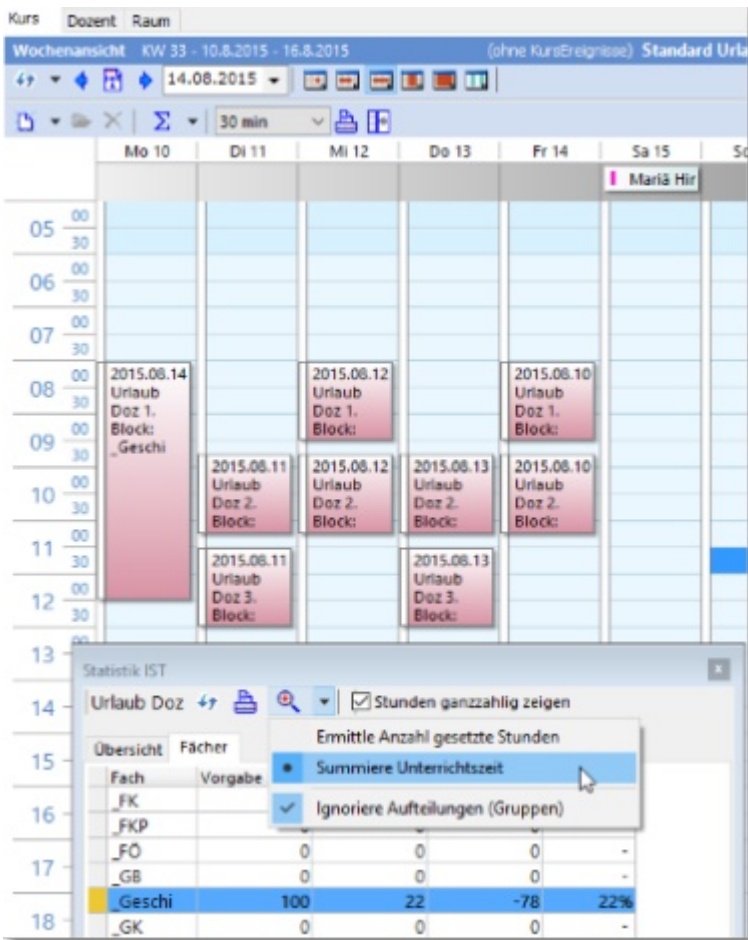 Kurs Dozent Raum
Wochenansicht KW 33 - 10.8.2015 - 16.8.2015 (ohne KursEreignisse) Standard Urla
14.08.2015
Σ 30 min
Mo 10 Di 11 Mi 12 Do 13 Fr 14 Sa 15 So
Mariä Hir
05 00
30
06 00
30
07 00
30
08 00
30
09 00
30
10 00
30
11 00
30
12 00
30
13 00
14
15
16
17
18
2015.08.14
Urlaub
Doz 1.
Block:
_Geschi
2015.08.11
Urlaub
Doz 2.
Block:
2015.08.11
Urlaub
Doz 3.
Block:
2015.08.12
Urlaub
Doz 1.
Block:
2015.08.12
Urlaub
Doz 2.
Block:
2015.08.13
Urlaub
Doz 2.
Block:
2015.08.13
Urlaub
Doz 3.
Block:
2015.08.10
Urlaub
Doz 1.
Block:
2015.08.10
Urlaub
Doz 2.
Block:
Statistik IST x
Urlaub Doz Stunden ganzzahlig zeigen
Ermittle Anzahl gesetzte Stunden
Summiere Unterrichtszeit
Ignoriere Aufteilungen (Gruppen)
Übersicht Fächer
Fach Vorgabe
_FK
_FKP
_FÖ 0 0 0 -
_GB 0 0 0 -
_Geschi 100 22 -78 22%
_GK 0 0 0 -